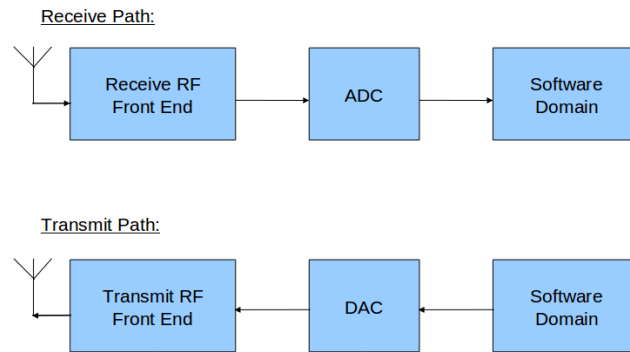 Receive Path:
Receive RF
Front End
ADC
Software
Domain
Transmit Path:
Transmit RF
Front End
DAC
Software
Domain